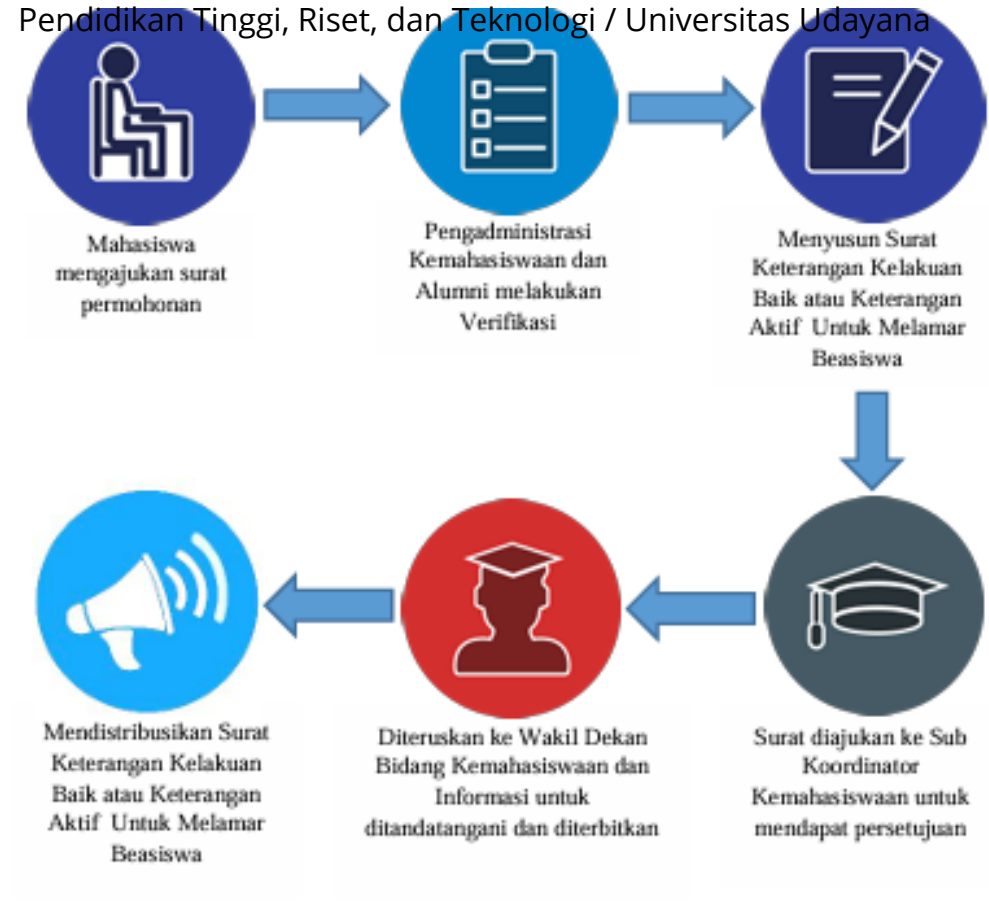 Pendidikan Tinggi, Riset, dan Teknologi / Universitas Udayana
Mahasiswa
mengajukan surat
permohonan
Pengadministrasi
Kemahasiswaan dan
Alumni melakukan
Verifikasi
Menyusun Surat
Keterangan Kelakuan
Baik atau Keterangan
Aktif Untuk Melamar
Beasiswa
Surat diajukan ke Sub
Koordinator
Kemahasiswaan untuk
mendapat persetujuan
Diteruskan ke Wakil Dekan
Bidang Kemahasiswaan dan
Informasi untuk
ditandatangani dan diterbitkan
Mendistribusikan Surat
Keterangan Kelakuan
Baik atau Keterangan
Aktif Untuk Melamar
Beasiswa